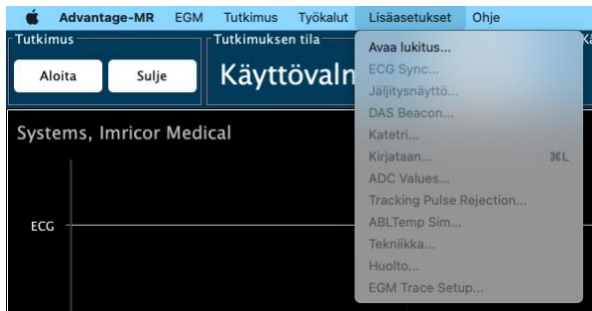 Advantage-MR EGM Tutkimus Työkalut Lisäasetukset Ohje
Tutkimus
Aloita Sulje
Tutkimuksen tila
Käyttövalm
Avaa lukitus...
ECG Sync...
Jäljitysnäyttö...
DAS Beacon...
Katetri...
Kirjataan... ⌘L
ADC Values...
Tracking Pulse Rejection...
ABLTemp Sim...
Tekniikka...
Huolto...
EGM Trace Setup...
Systems, Imricor Medical
ECG